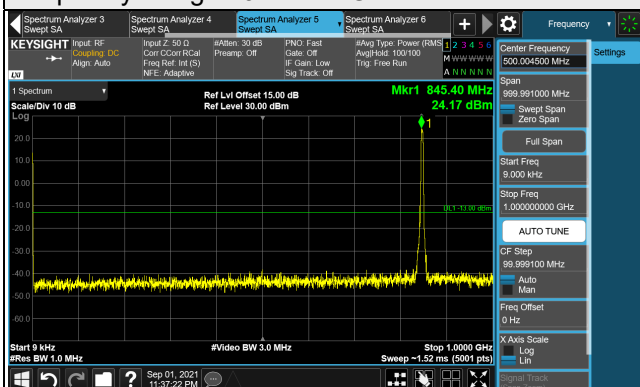 Spectrum Analyzer 3
Swept SA
Spectrum Analyzer 4
Swept SA
Spectrum Analyzer 5
Swept SA
Spectrum Analyzer 6
Swept SA
+
Frequency
KEYSIGHT
Input: RF
Coupling: DC
Align: Auto
LXI
Input Z: 50 Ω
Corr CCorr RCal
Freq Ref: Int (S)
NFE: Adaptive
#Atten: 30 dB
Preamp: Off
PNO: Fast
Gate: Off
IF Gain: Low
Sig Track: Off
#Avg Type: Power (RMS
Avg|Hold: 100/100
Trig: Free Run
1 2 3 4 5 6
M W W W W W
A N N N N N
Center Frequency
500.004500 MHz
Settings
Span
999.991000 MHz
Swept Span
Zero Span
Full Span
Start Freq
9.000 kHz
Stop Freq
1.000000000 GHz
AUTO TUNE
CF Step
99.999100 MHz
Auto
Man
Freq Offset
0 Hz
X Axis Scale
Log
Lin
Signal Track
1 Spectrum
Scale/Div 10 dB
Log
Ref Lvl Offset 15.00 dB
Ref Level 30.00 dBm
Mkr1 845.40 MHz
24.17 dBm
1
20.0
10.0
0.00
-10.0
-20.0
-30.0
-40.0
-50.0
-60.0
DL1 -13.00 dBm
Start 9 kHz
#Res BW 1.0 MHz
#Video BW 3.0 MHz
Stop 1.0000 GHz
Sweep ~1.52 ms (5001 pts)
?
Sep 01, 2021
11:37:22 PM